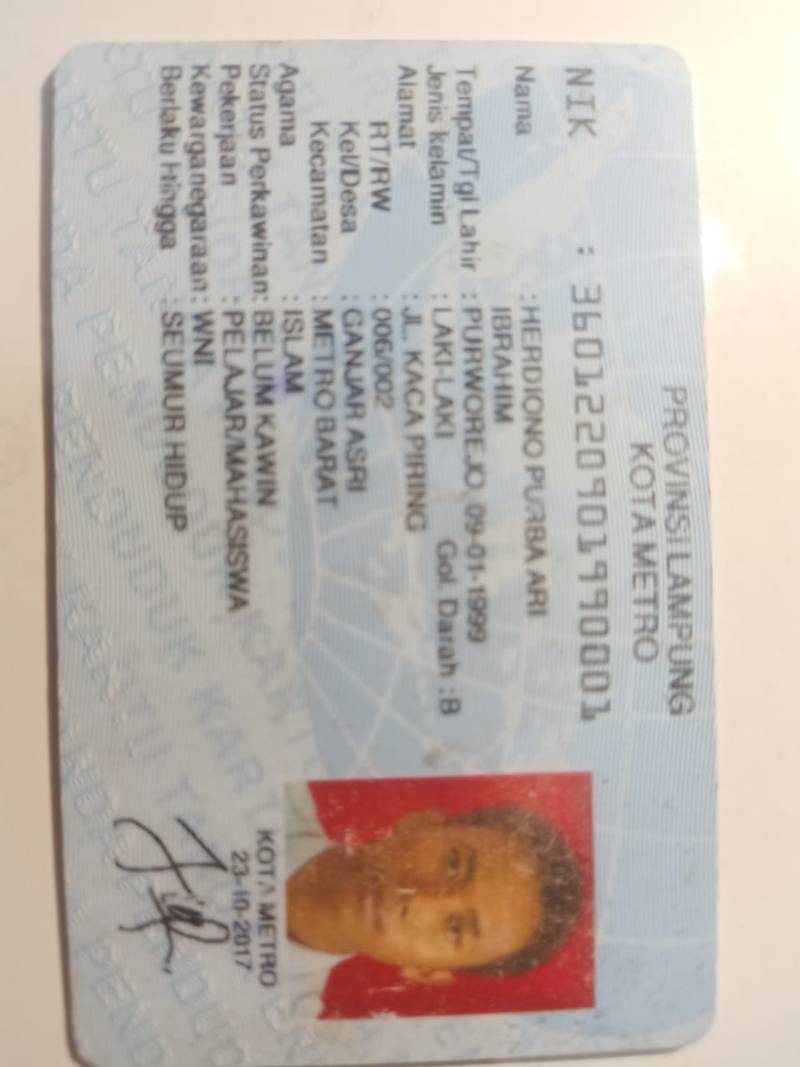 PROVINSI LAMPUNG
KOTA METRO
NIK : 3601220901990001
Nama : HERDIONO PURBA ARI
IBRAHIM
Tempat/Tgl Lahir : PURWOREJO, 09-01-1999
Jenis kelamin : LAKI-LAKI Gol. Darah : B
Alamat : JL. KACA PIRING
RT/RW : 006/002
Kel/Desa : GANJAR ASRI
Kecamatan : METRO BARAT
Agama : ISLAM
Status Perkawinan: BELUM KAWIN
Pekerjaan : PELAJAR/MAHASISWA
Kewarganegaraan: WNI
Berlaku Hingga : SEUMUR HIDUP
KOTA METRO
23-10-2017